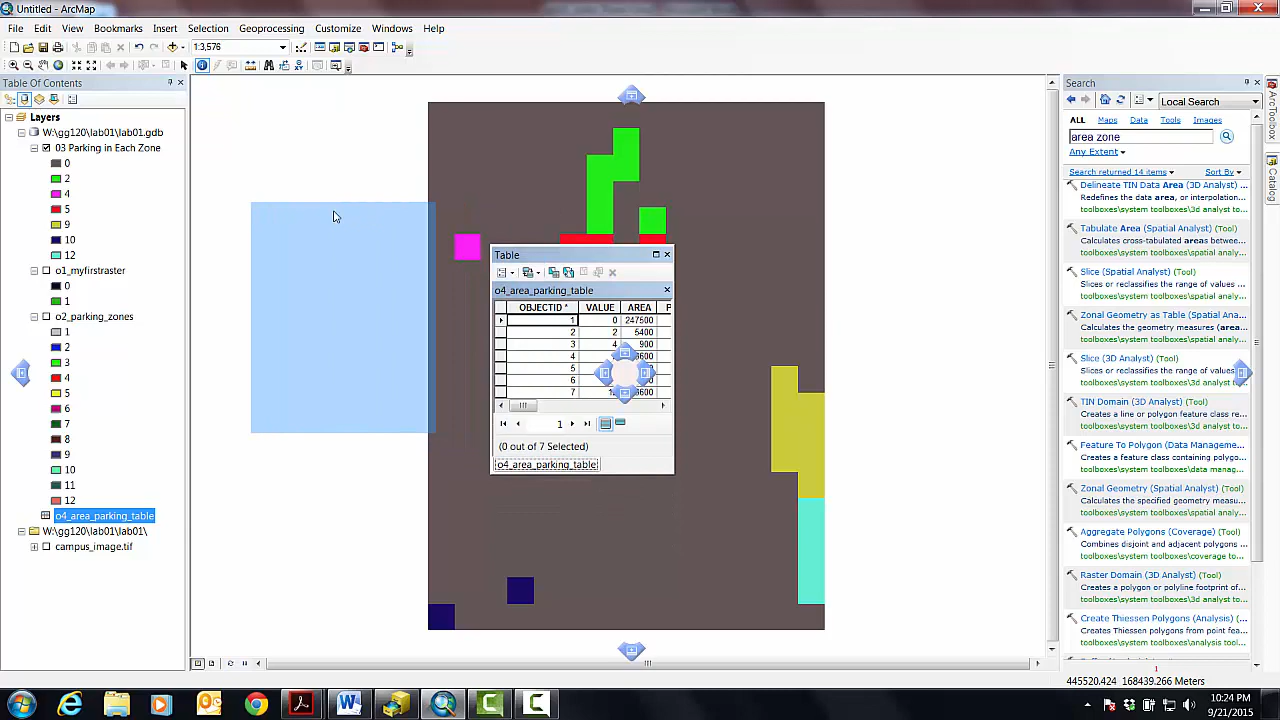 Untitled - ArcMap
File Edit View Bookmarks Insert Selection Geoprocessing Customize Windows Help
1:3,576
Table Of Contents
Layers
W:\gg120\lab01\lab01.gdb
03 Parking in Each Zone
0
2
4
5
9
10
12
o1_myfirstraster
0
1
o2_parking_zones
1
2
3
4
5
6
7
8
9
10
11
12
o4_area_parking_table
W:\gg120\lab01\lab01\
campus_image.tif
Table
o4_area_parking_table
OBJECTID * VALUE AREA P
1 0 247500
2 2 5400
3 4 900
4 3600
5
6
7 3600
1
(0 out of 7 Selected)
o4_area_parking_table
Search
Local Search
ALL Maps Data Tools Images
area zone
Any Extent
Search returned 14 items Sort By
Delineate TIN Data Area (3D Analyst) ...
Redefines the data area, or interpolation...
toolboxes\system toolboxes\3d analyst to...
Tabulate Area (Spatial Analyst) (Tool)
Calculates cross-tabulated areas betwee...
toolboxes\system toolboxes\spatial analy...
Slice (Spatial Analyst) (Tool)
Slices or reclassifies the range of values ...
toolboxes\system toolboxes\spatial analy...
Zonal Geometry as Table (Spatial Analy...
Calculates the geometry measures (area...
toolboxes\system toolboxes\spatial analy...
Slice (3D Analyst) (Tool)
Slices or reclassifies the range of values...
toolboxes\system toolboxes\3d analyst to...
TIN Domain (3D Analyst) (Tool)
Creates a line or polygon feature class re...
toolboxes\system toolboxes\3d analyst to...
Feature To Polygon (Data Manageme...
Creates a feature class containing polygo...
toolboxes\system toolboxes\data manag...
Zonal Geometry (Spatial Analyst) (Tool)
Calculates the specified geometry measur...
toolboxes\system toolboxes\spatial analy...
Aggregate Polygons (Coverage) (Tool)
Combines disjoint and adjacent polygons ...
toolboxes\system toolboxes\coverage to...
Raster Domain (3D Analyst) (Tool)
Creates a polygon or polyline footprint of...
toolboxes\system toolboxes\3d analyst to...
Create Thiessen Polygons (Analysis) (T...
Creates Thiessen polygons from point fea...
toolboxes\system toolboxes\analysis tool...
1
ArcToolbox
Catalog
445520.424 168439.266 Meters
10:24 PM
9/21/2015